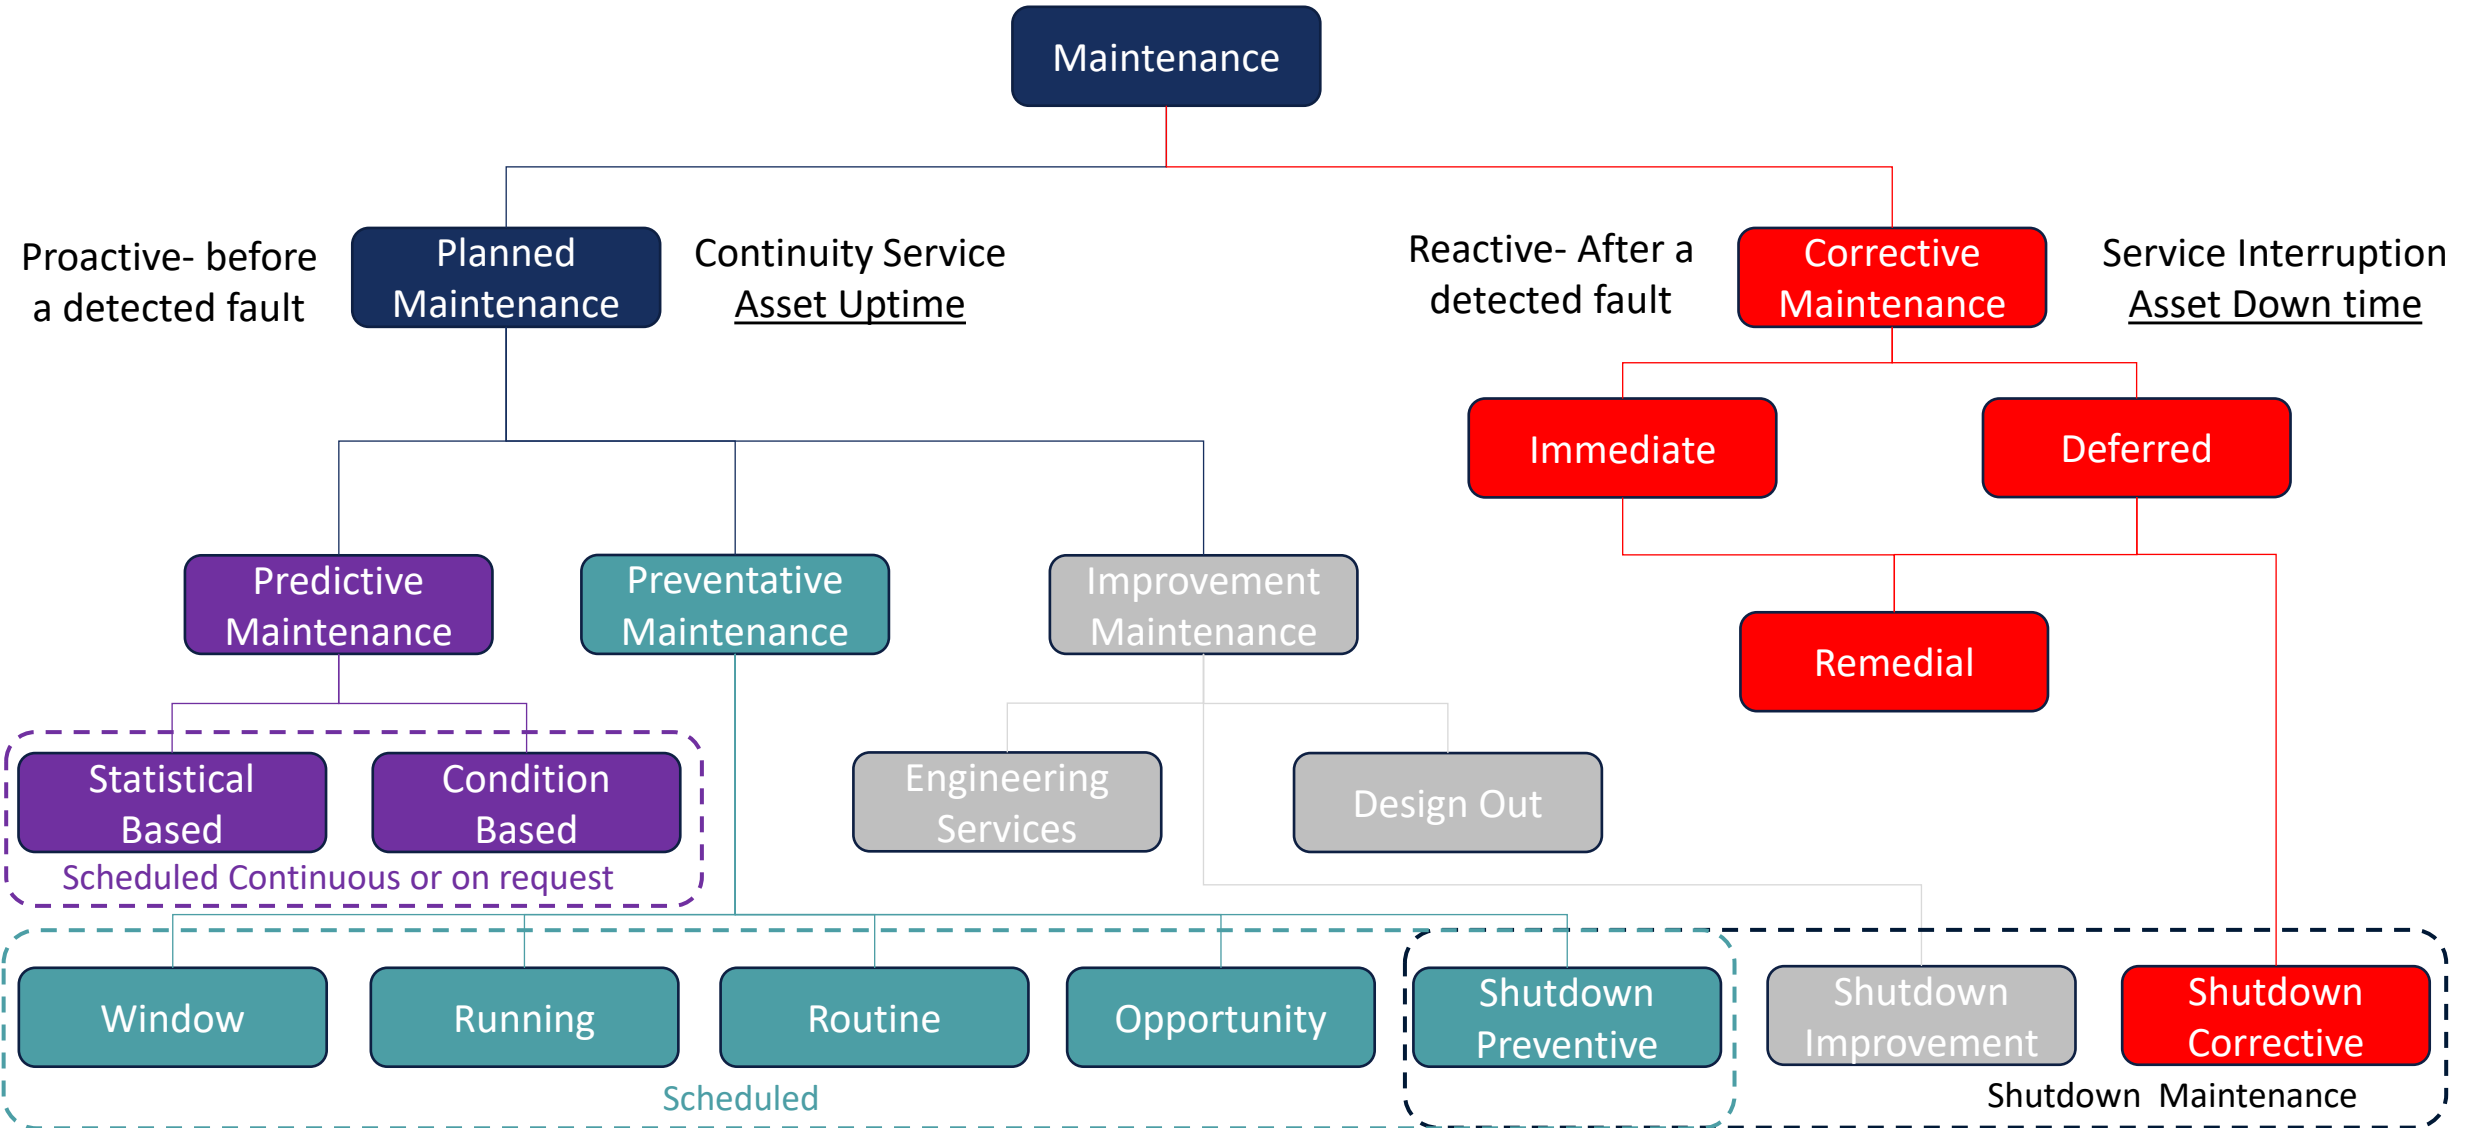 Maintenance
Proactive- before
a detected fault
Planned
Maintenance
Continuity Service
Asset Uptime
Reactive- After a
detected fault
Corrective
Maintenance
Service Interruption
Asset Down time
Immediate
Deferred
Predictive
Maintenance
Preventative
Maintenance
Improvement
Maintenance
Remedial
Statistical
Based
Condition
Based
Scheduled Continuous or on request
Engineering
Services
Design Out
Window
Running
Routine
Opportunity
Shutdown
Preventive
Shutdown
Improvement
Shutdown
Corrective
Scheduled
Shutdown  Maintenance